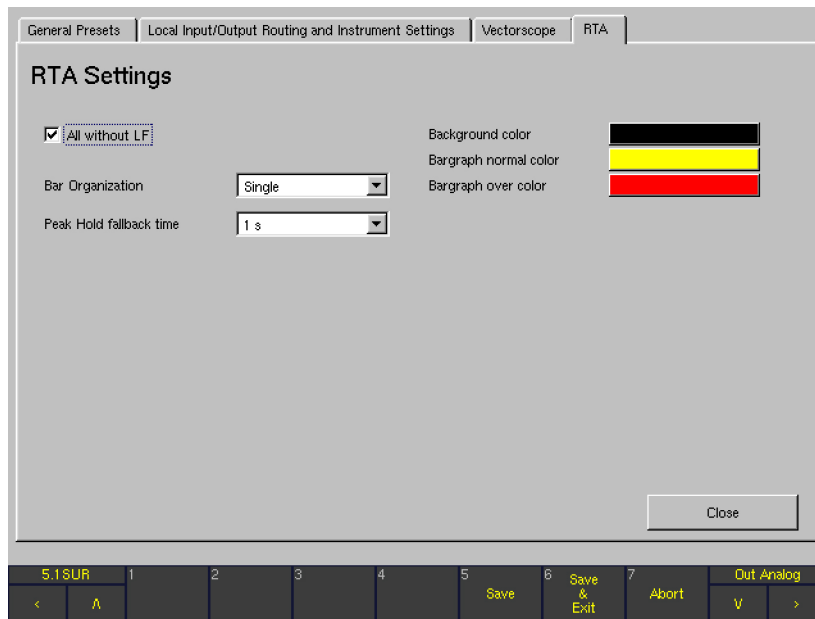 General Presets
Local Input/Output Routing and Instrument Settings
Vectorscope
RTA
RTA Settings
All without LF
Background color
Bargraph normal color
Bar Organization
Single
Bargraph over color
Peak Hold fallback time
1 s
Close
5.1SUR
1
2
3
4
5
Save
6
Save
&
Exit
7
Abort
Out Analog
<
Λ
V
>